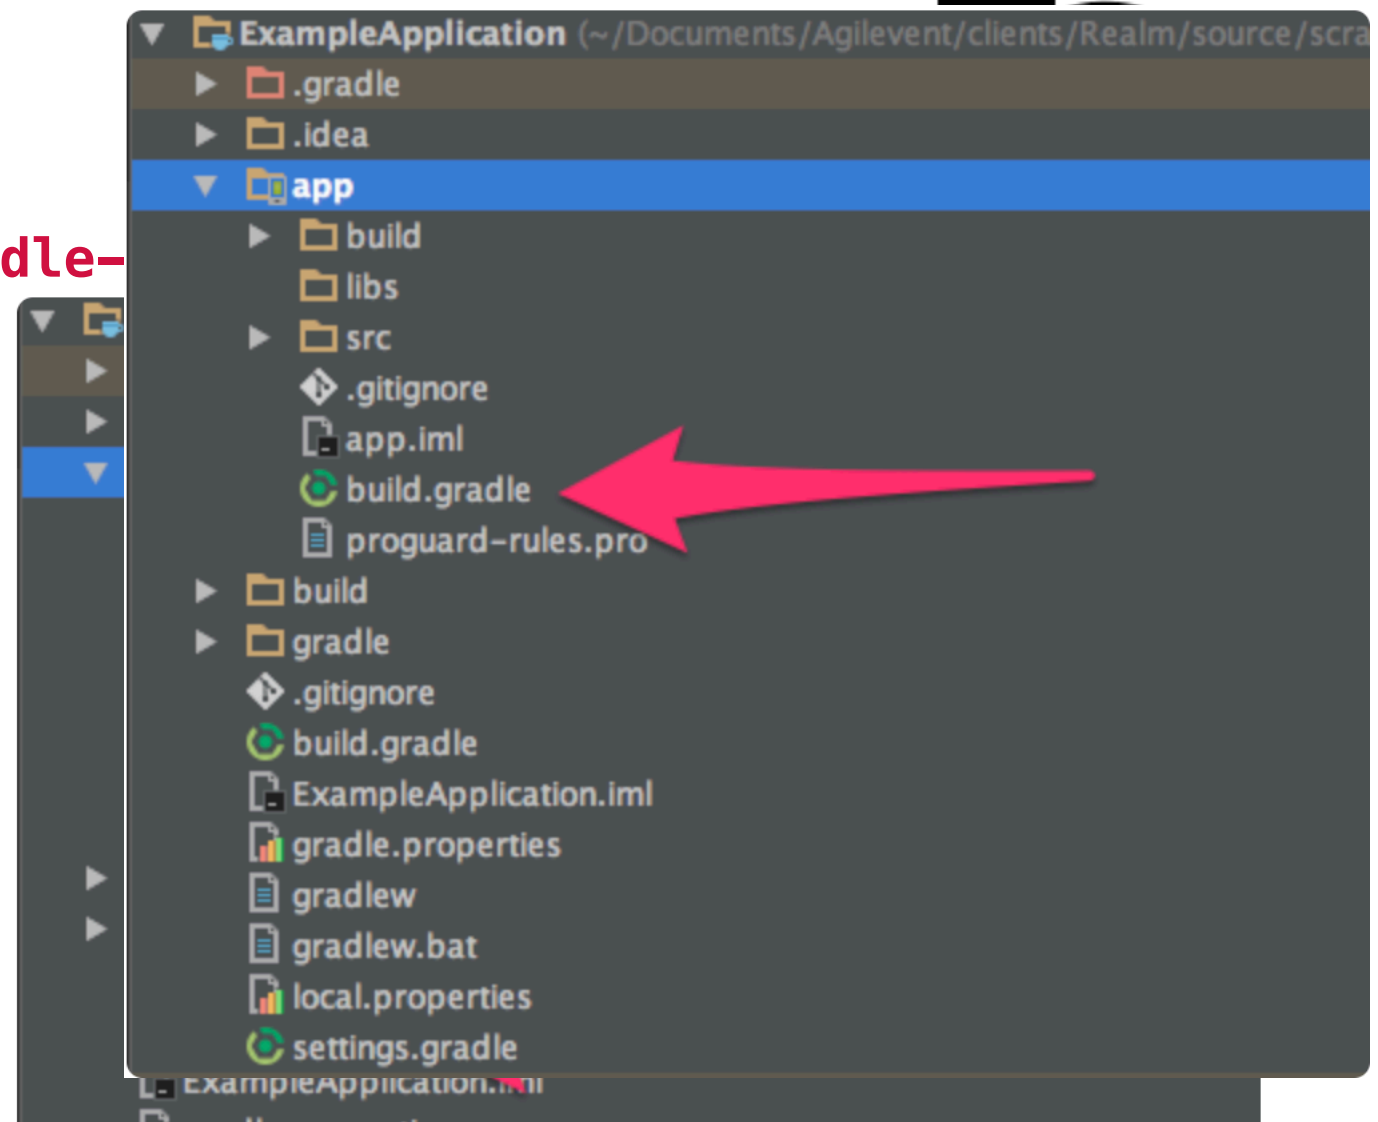 ExampleApplication (~/Documents/Agilevent/clients/Realm/source/scra
.gradle
.idea
app
build
dle-
libs
src
.gitignore
app.iml
build.gradle
proguard-rules.pro
build
gradle
.gitignore
build.gradle
ExampleApplication.iml
gradle.properties
gradlew
gradlew.bat
local.properties
settings.gradle
ExampleApplication.iml